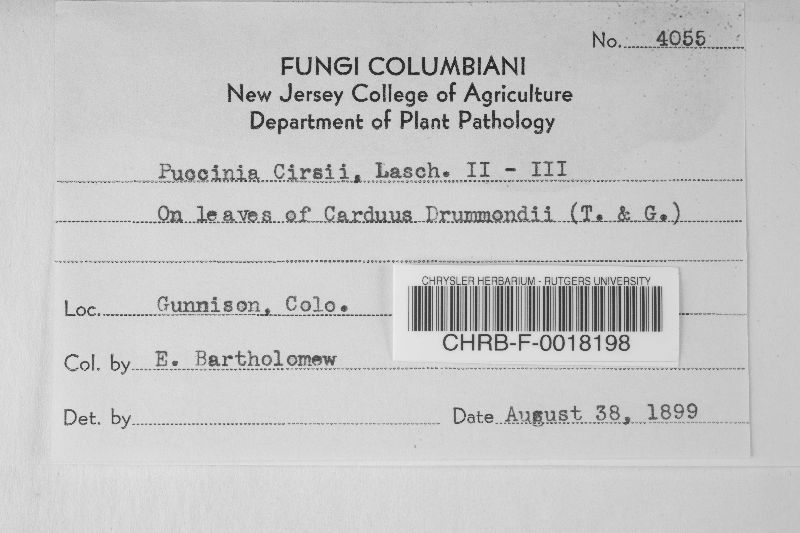 No. 4055
FUNGI COLUMBIANI
New Jersey College of Agriculture
Department of Plant Pathology
Puccinia Cirsii, Lasch. II - III
On leaves of Carduus Drummondii (T. & G.)
Loc. Gunnison, Colo.
CHRYSLER HERBARIUM - RUTGERS UNIVERSITY
CHRB-F-0018198
Col. by E. Bartholomew
Det. by
Date August 38, 1899